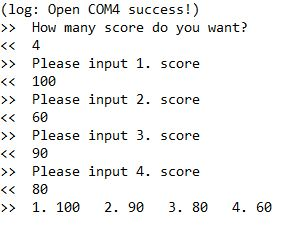 (log: Open COM4 success!)
>> How many score do you want?
<< 4
>> Please input 1. score
<< 100
>> Please input 2. score
<< 60
>> Please input 3. score
<< 90
>> Please input 4. score
<< 80
>> 1. 100 2. 90 3. 80 4. 60